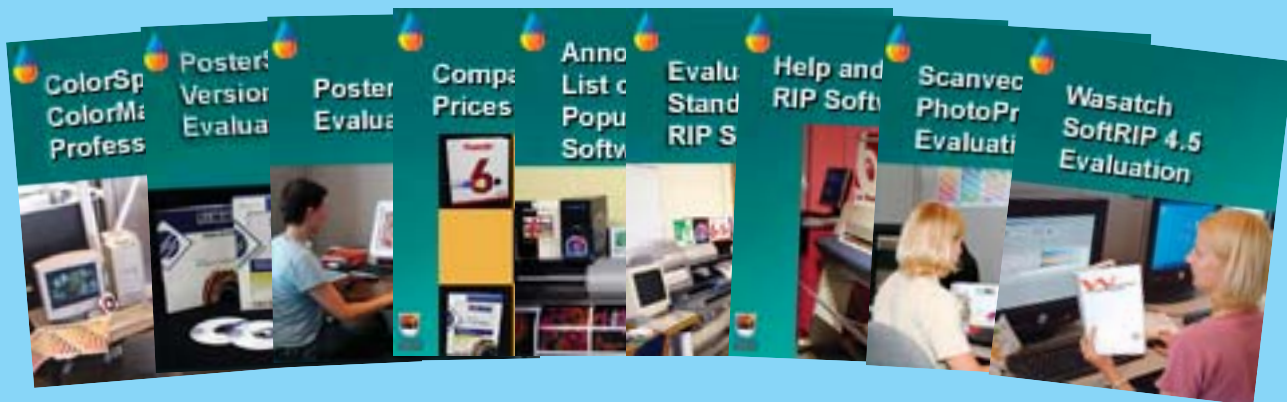 ColorSp
ColorMa
Profess
PosterS
Version
Evalua
Poster
Evalua
Compa
Prices
6
Anno
List o
Popu
Softw
Evalu
Stand
RIP S
Help and
RIP Softw
Scanvec
PhotoPr
Evaluati
Wasatch
SoftRIP 4.5
Evaluation